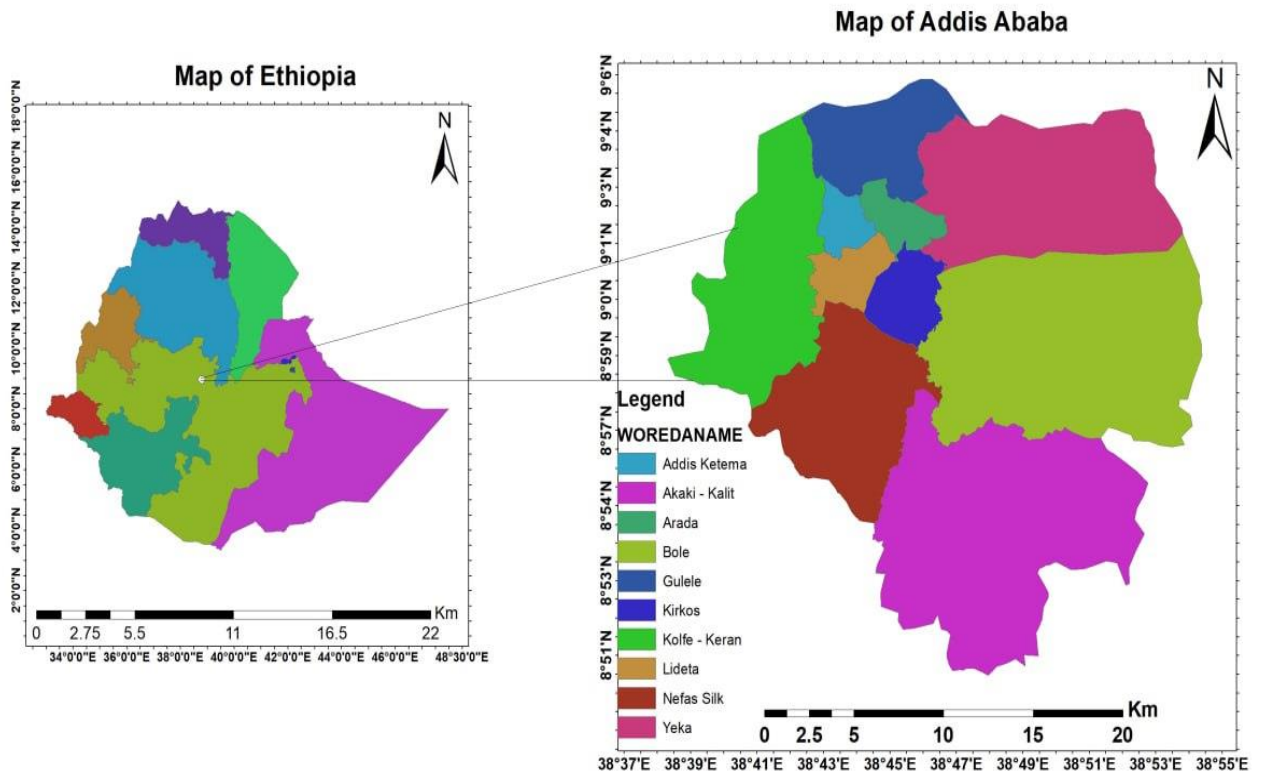 Map of Ethiopia
N
18°0'0"N
16°0'0"N
14°0'0"N
12°0'0"N
10°0'0"N
8°0'0"N
6°0'0"N
4°0'0"N
2°0'0"N
Km
0 2.75 5.5 11 16.5 22
34°0'0"E 36°0'0"E 38°0'0"E 40°0'0"E 42°0'0"E 44°0'0"E 46°0'0"E 48°30'0"E
Map of Addis Ababa
N
9°6'N
9°4'N
9°3'N
9°1'N
9°0'N
8°59'N
8°57'N
8°54'N
8°53'N
8°51'N
Legend
WOREDANAME
Addis Ketema
Akaki - Kalit
Arada
Bole
Gulele
Kirkos
Kolfe - Keran
Lideta
Nefas Silk
Yeka
Km
0 2.5 5 10 15 20
38°37'E 38°39'E 38°41'E 38°43'E 38°45'E 38°47'E 38°51'E 38°53'E 38°55'E